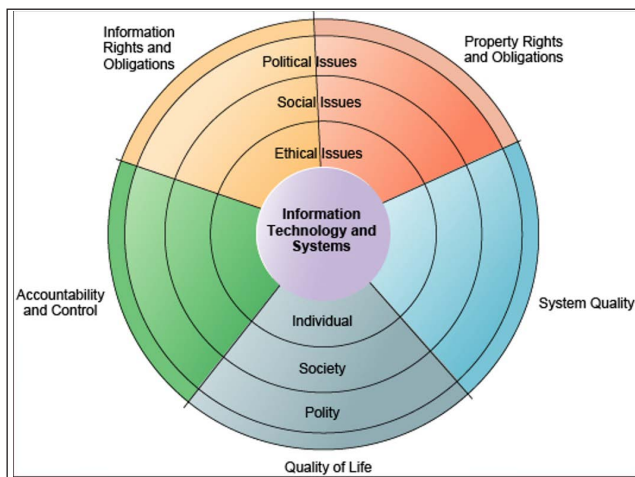 Information
Rights and
Obligations
Property Rights
and Obligations
Political Issues
Social Issues
Ethical Issues
Information
Technology and
Systems
Accountability
and Control
System Quality
Individual
Society
Polity
Quality of Life